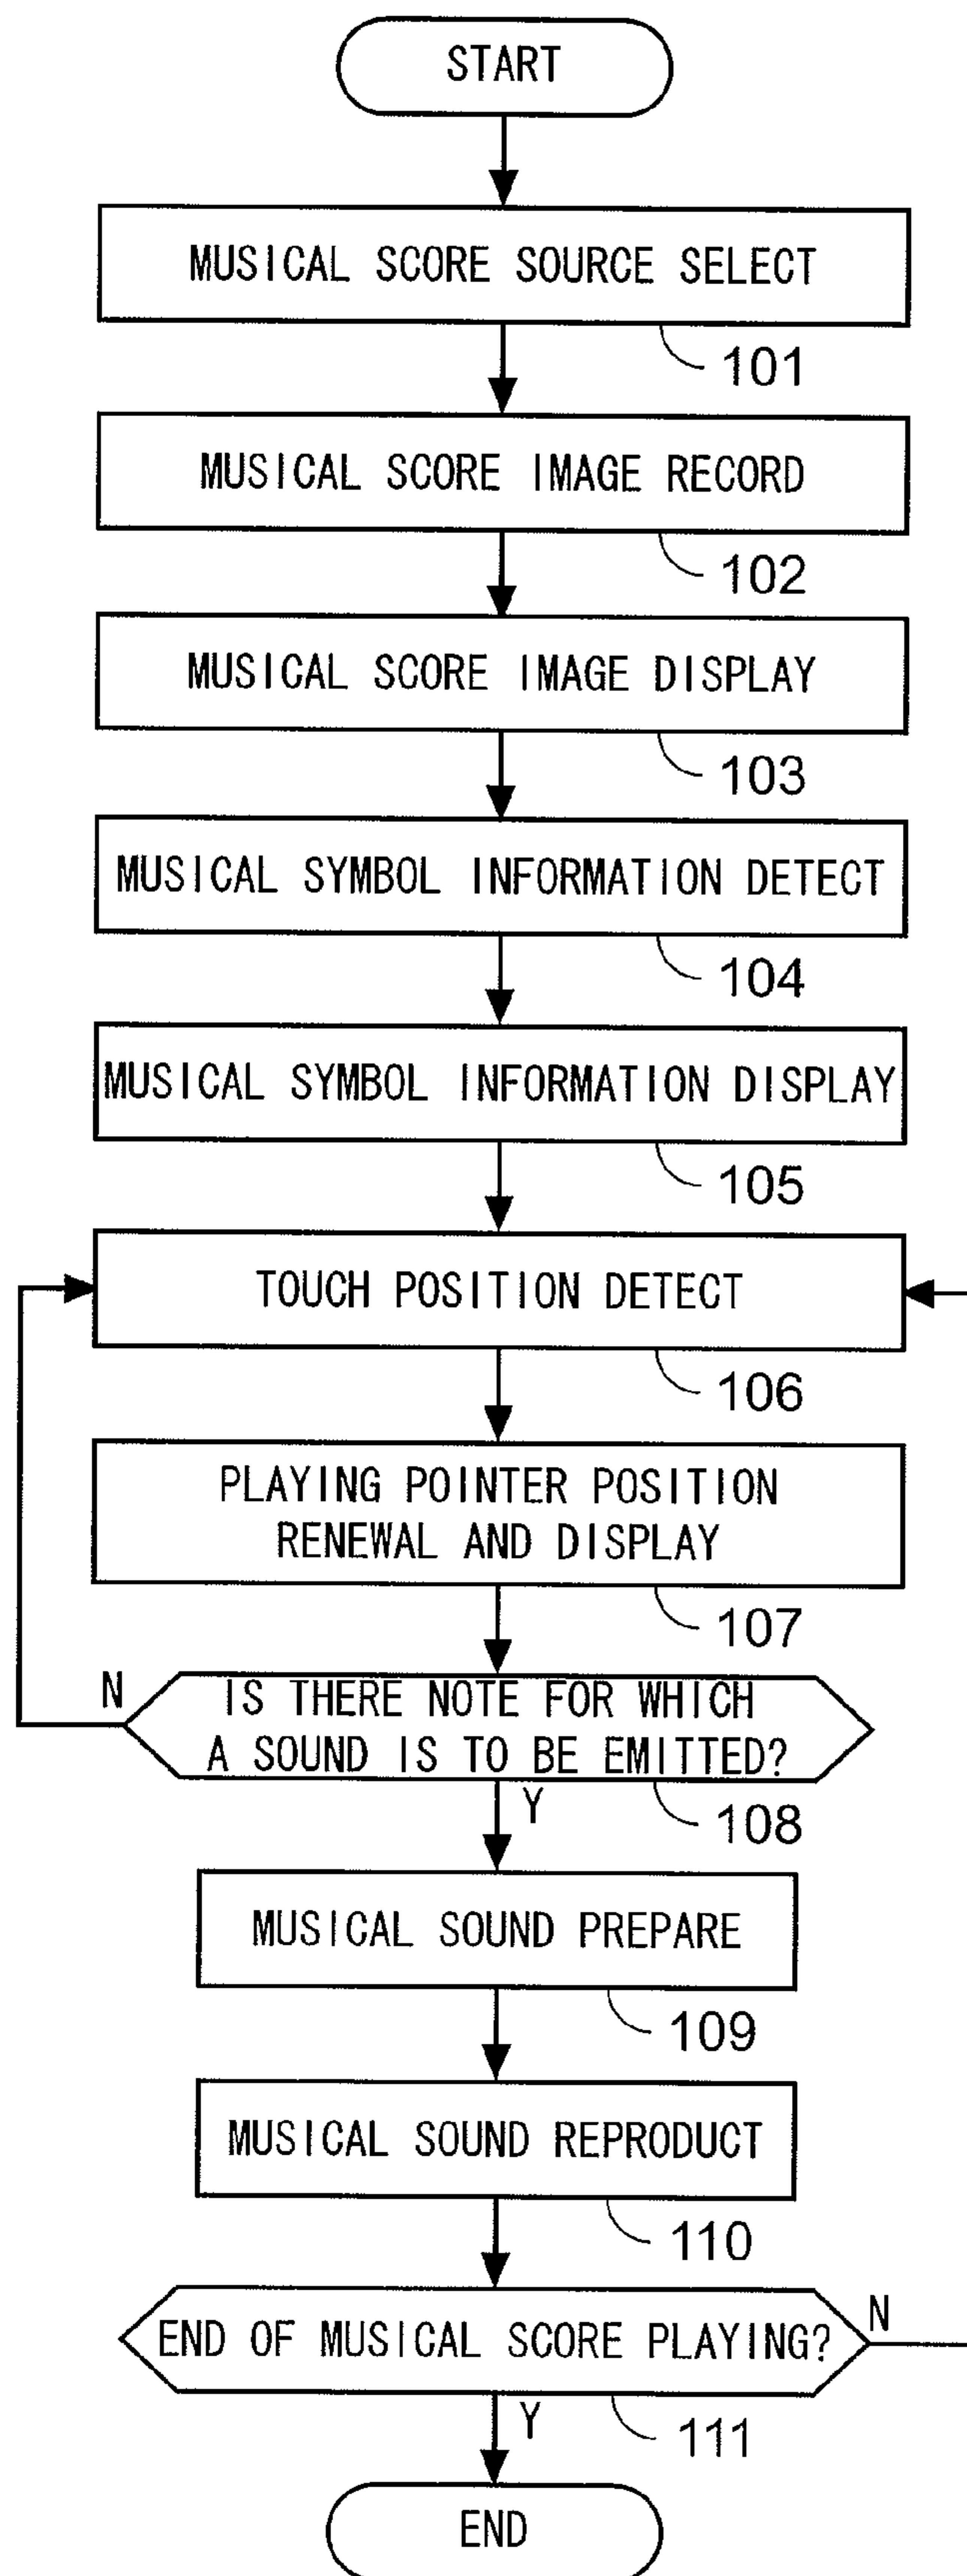 START
MUSICAL SCORE SOURCE SELECT
101
MUSICAL SCORE IMAGE RECORD
102
MUSICAL SCORE IMAGE DISPLAY
103
MUSICAL SYMBOL INFORMATION DETECT
104
MUSICAL SYMBOL INFORMATION DISPLAY
105
TOUCH POSITION DETECT
106
PLAYING POINTER POSITION
RENEWAL AND DISPLAY
107
N
IS THERE NOTE FOR WHICH
A SOUND IS TO BE EMITTED?
Y
108
MUSICAL SOUND PREPARE
109
MUSICAL SOUND REPRODUCT
110
END OF MUSICAL SCORE PLAYING?
N
Y
111
END